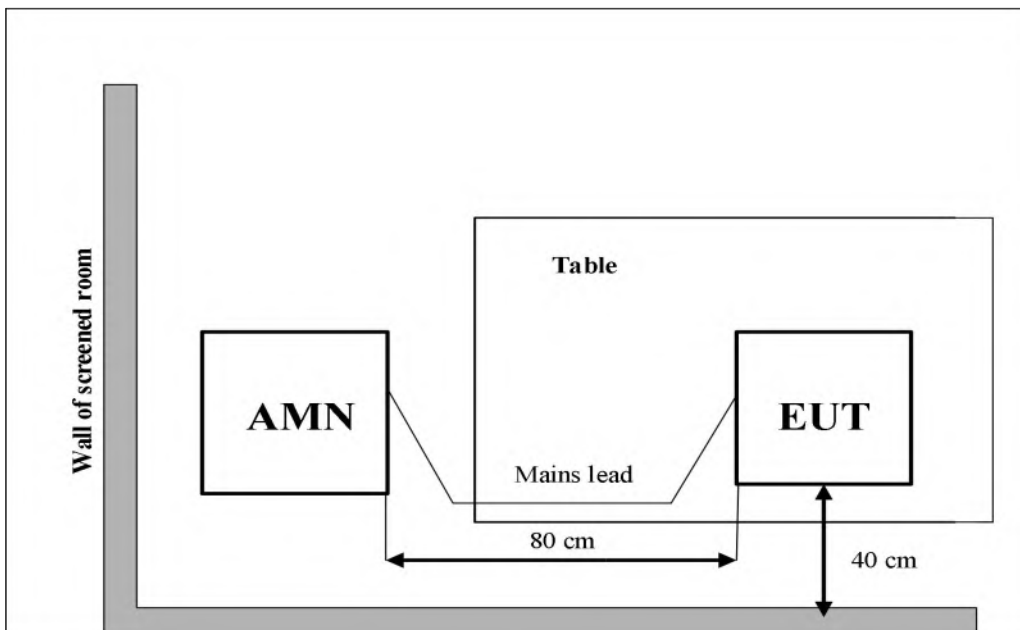 Wall of screened room
Table
AMN
EUT
Mains lead
80 cm
40 cm